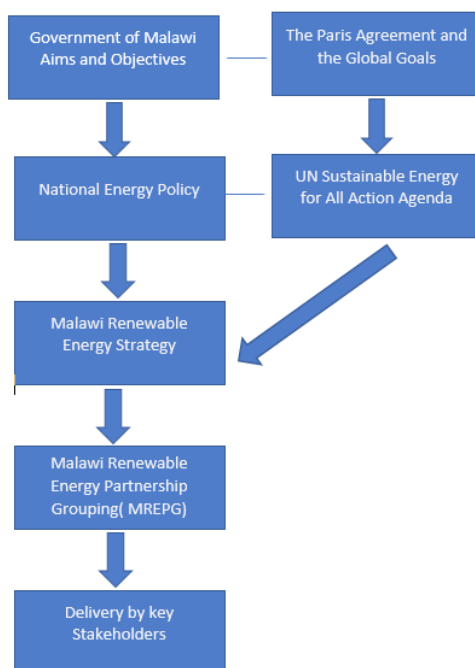 Government of Malawi
Aims and Objectives
The Paris Agreement and
the Global Goals
National Energy Policy
UN Sustainable Energy
for All Action Agenda
Malawi Renewable
Energy Strategy
Malawi Renewable
Energy Partnership
Grouping( MREPG)
Delivery by key
Stakeholders